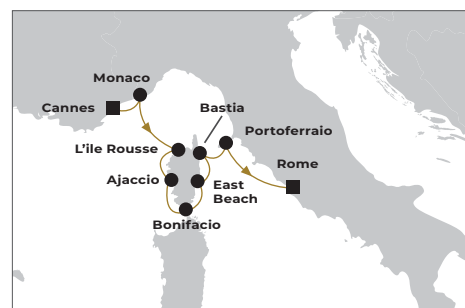 Monaco
Cannes
Bastia
Portoferraio
L'ile Rousse
Rome
Ajaccio
East
Beach
Bonifacio